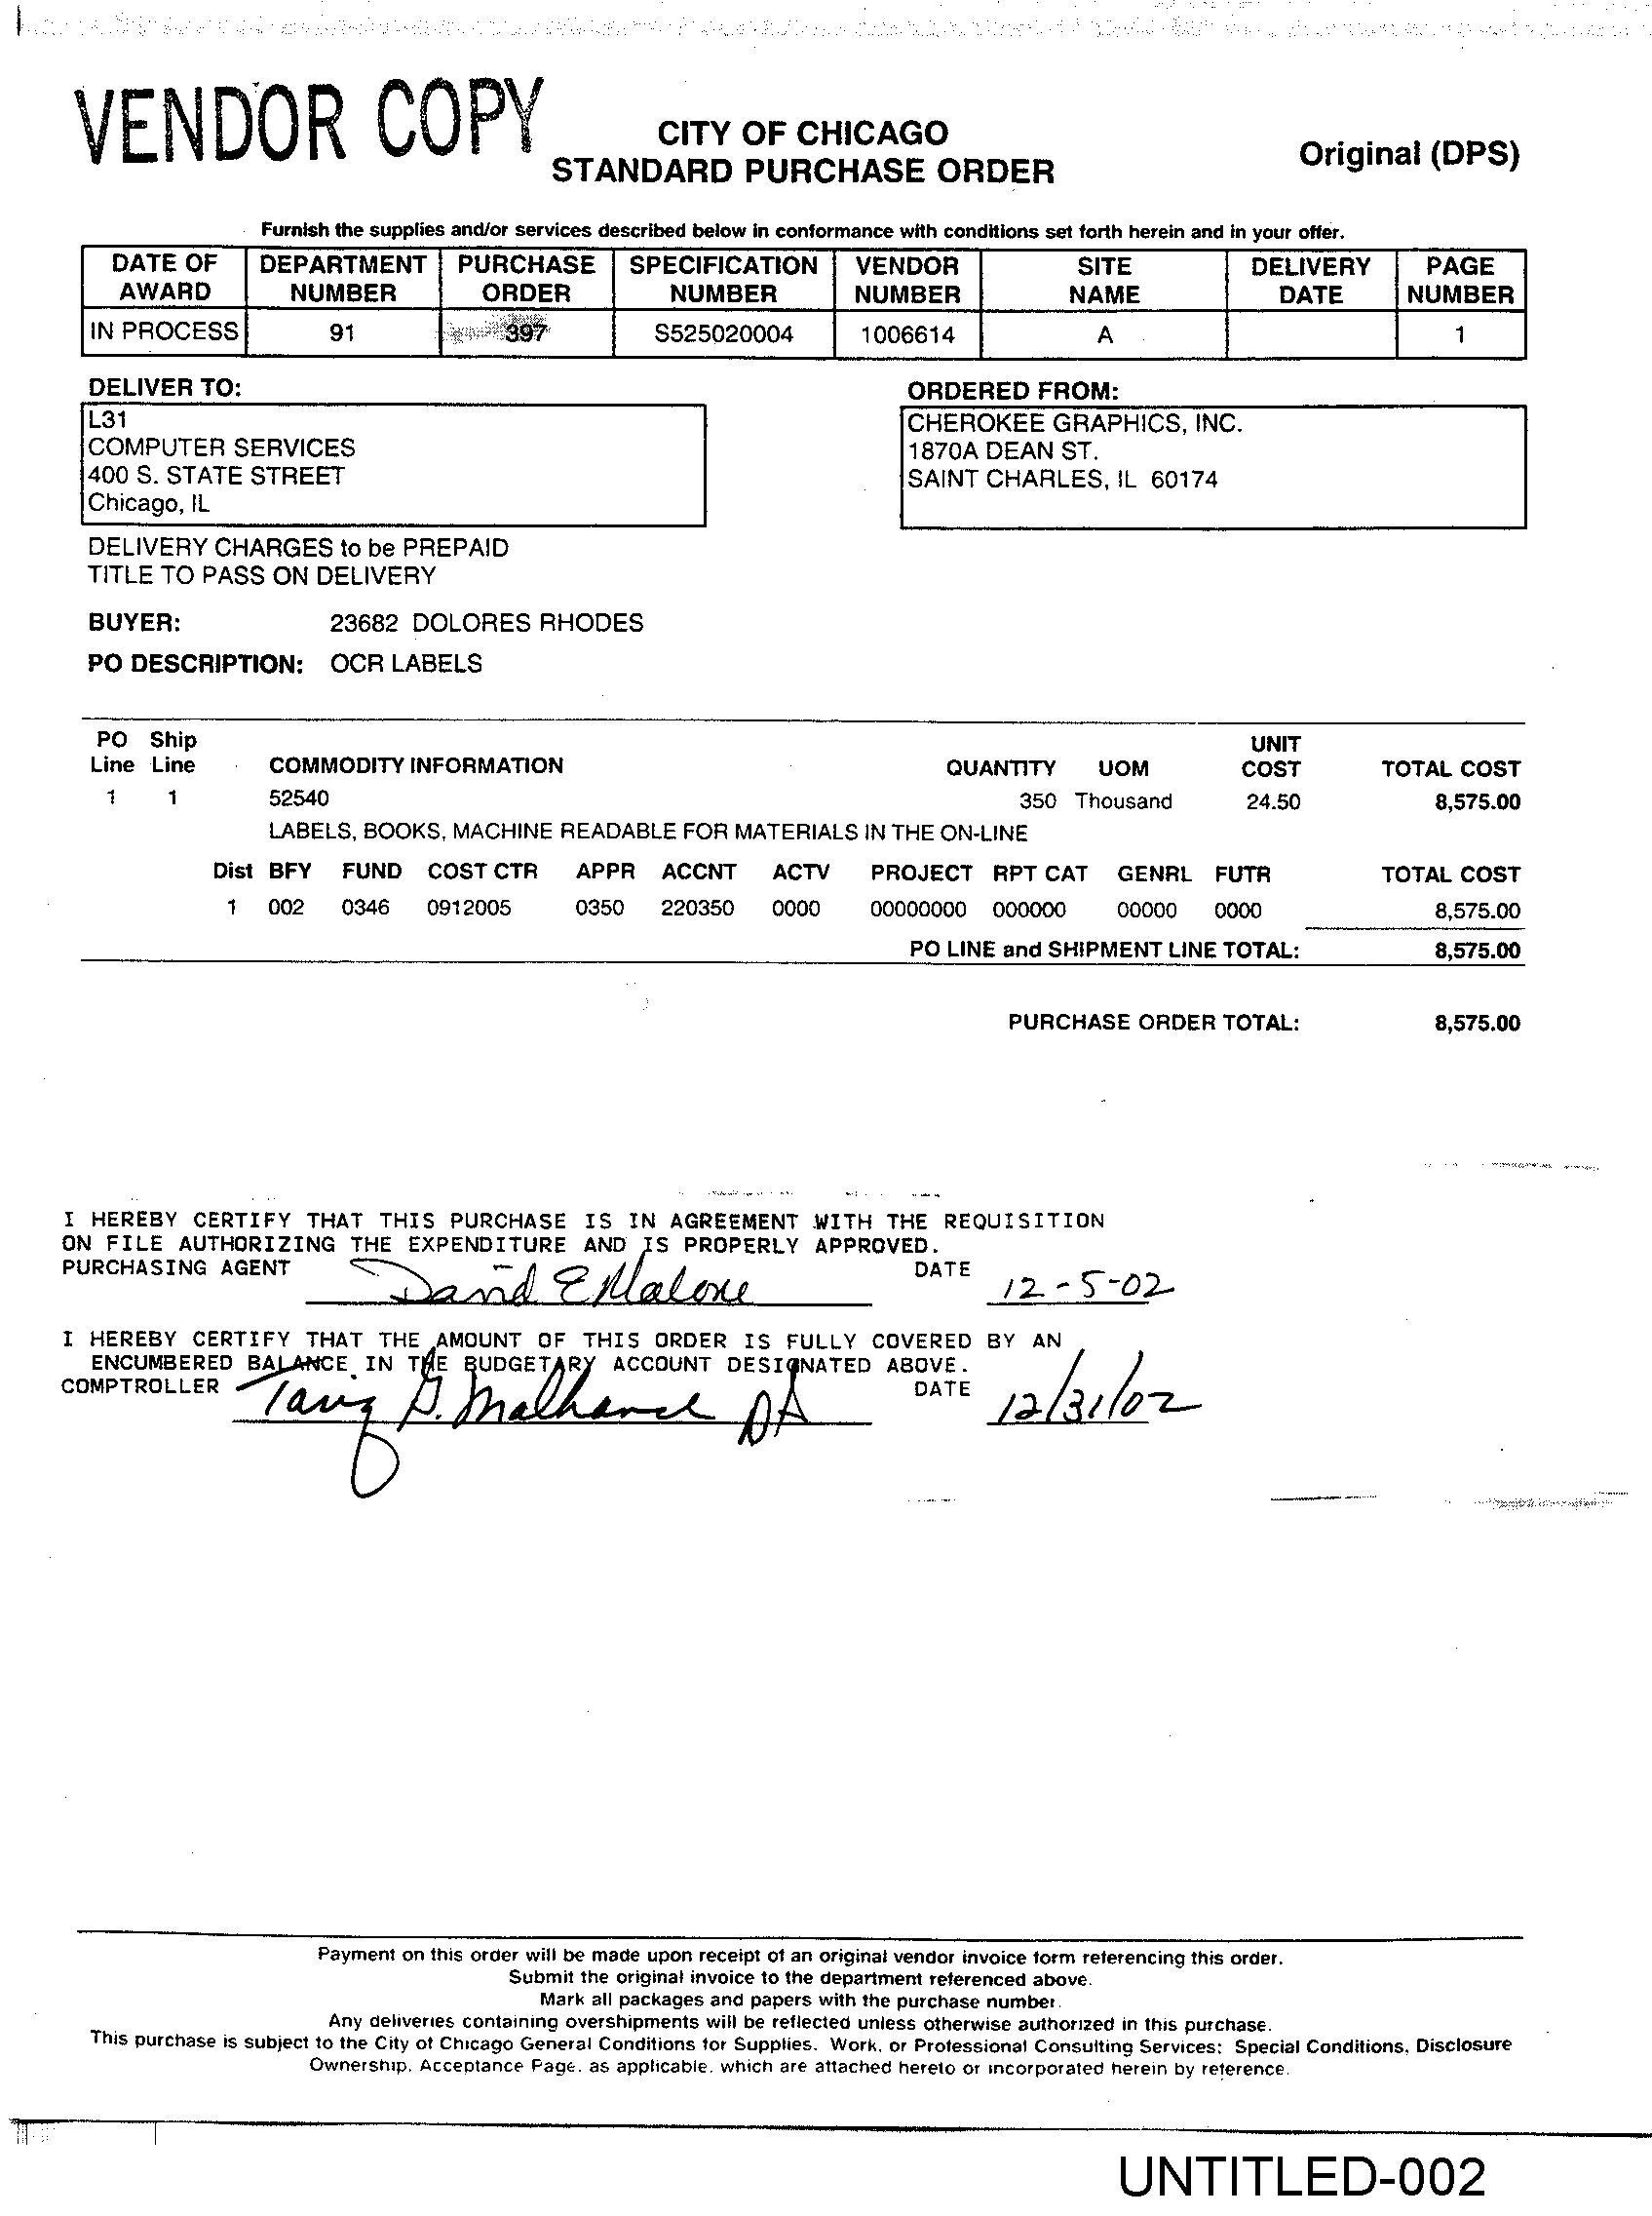 VENDOR COPY
CITY OF CHICAGO
STANDARD PURCHASE ORDER
Original (DPS)
Furnish the supplies and/or services described below in conformance with conditions set forth herein and in your offer.
DATE OF AWARD DEPARTMENT NUMBER PURCHASE ORDER SPECIFICATION NUMBER VENDOR NUMBER SITE NAME DELIVERY DATE PAGE NUMBER
IN PROCESS 91 397 S525020004 1006614 A 1
DELIVER TO:
L31
COMPUTER SERVICES
400 S. STATE STREET
Chicago, IL
ORDERED FROM:
CHEROKEE GRAPHICS, INC.
1870A DEAN ST.
SAINT CHARLES, IL 60174
DELIVERY CHARGES to be PREPAID
TITLE TO PASS ON DELIVERY
BUYER: 23682 DOLORES RHODES
PO DESCRIPTION: OCR LABELS
PO Line Ship Line COMMODITY INFORMATION QUANTITY UOM UNIT COST TOTAL COST
1 1 52540 350 Thousand 24.50 8,575.00
LABELS, BOOKS, MACHINE READABLE FOR MATERIALS IN THE ON-LINE
Dist BFY FUND COST CTR APPR ACCNT ACTV PROJECT RPT CAT GENRL FUTR TOTAL COST
1 002 0346 0912005 0350 220350 0000 00000000 000000 00000 0000 8,575.00
PO LINE and SHIPMENT LINE TOTAL: 8,575.00
PURCHASE ORDER TOTAL: 8,575.00
I HEREBY CERTIFY THAT THIS PURCHASE IS IN AGREEMENT WITH THE REQUISITION
ON FILE AUTHORIZING THE EXPENDITURE AND IS PROPERLY APPROVED.
PURCHASING AGENT David E Malone DATE 12-5-02
I HEREBY CERTIFY THAT THE AMOUNT OF THIS ORDER IS FULLY COVERED BY AN
ENCUMBERED BALANCE IN THE BUDGETARY ACCOUNT DESIGNATED ABOVE.
COMPTROLLER DATE 12/31/02
Payment on this order will be made upon receipt of an original vendor invoice form referencing this order.
Submit the original invoice to the department referenced above.
Mark all packages and papers with the purchase number.
Any deliveries containing overshipments will be reflected unless otherwise authorized in this purchase.
This purchase is subject to the City of Chicago General Conditions for Supplies, Work, or Professional Consulting Services; Special Conditions, Disclosure
Ownership, Acceptance Page, as applicable, which are attached hereto or incorporated herein by reference.
UNTITLED-002